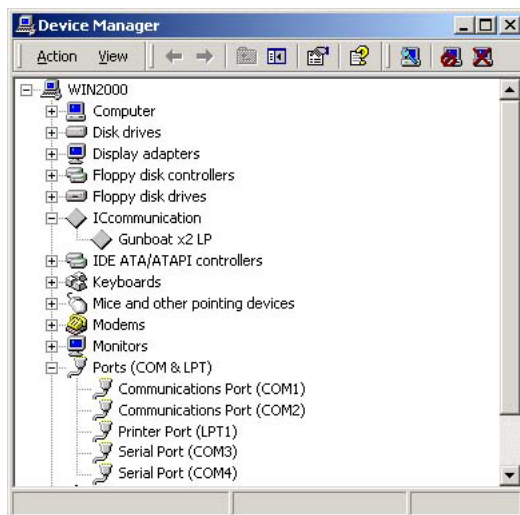 Device Manager
Action View
WIN2000
Computer
Disk drives
Display adapters
Floppy disk controllers
Floppy disk drives
ICcommunication
Gunboat x2 LP
IDE ATA/ATAPI controllers
Keyboards
Mice and other pointing devices
Modems
Monitors
Ports (COM & LPT)
Communications Port (COM1)
Communications Port (COM2)
Printer Port (LPT1)
Serial Port (COM3)
Serial Port (COM4)